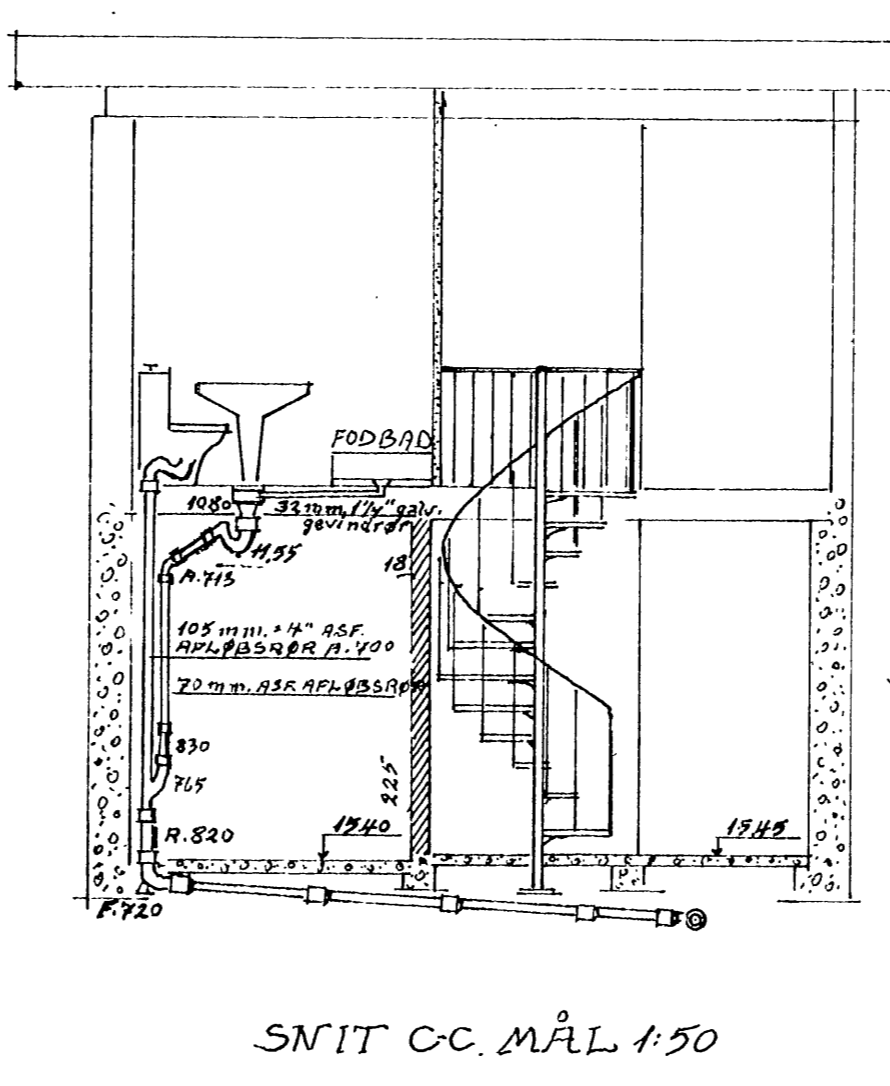 FODBAD
1080
32 mm, 1¼" galv.
gevindrør
11,55
18
A.713
105 mm. = 4" ASF.
AFLØBSRØR A.700
70 mm. ASF. AFLØBSRØR
830
765
225
R.820
1540
1545
F.720
SNIT C-C. MÅL 1:50